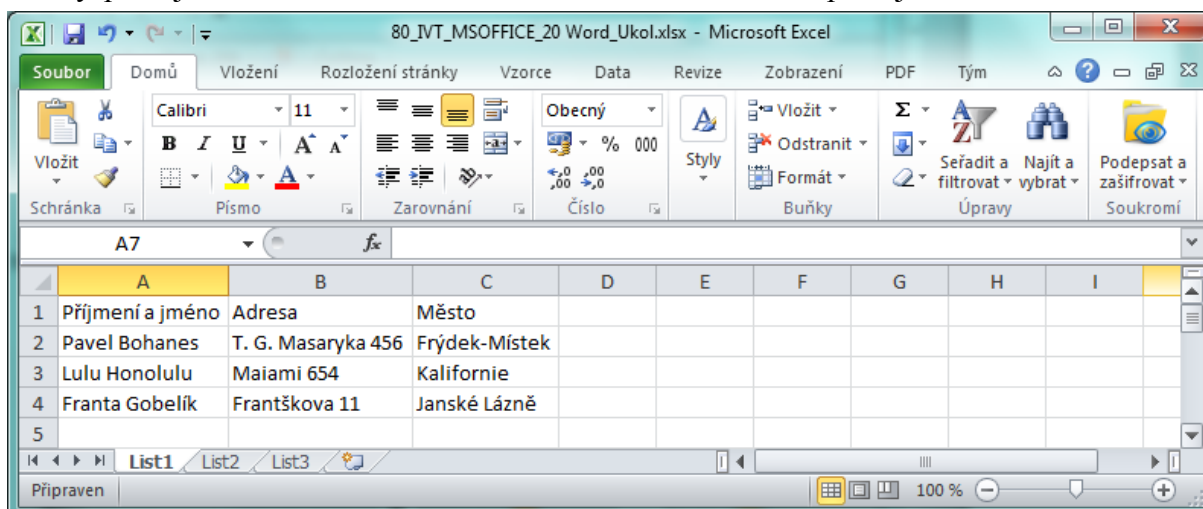 80_IVT_MSOFFICE_20 Word_Ukol.xlsx - Microsoft Excel
Soubor Domů Vložení Rozložení stránky Vzorce Data Revize Zobrazení PDF Tým
Calibri 11 Obecný
B I U A A % 000
Vložit Styly Vložit Odstranit Formát Σ Seřadit a filtrovat Najít a vybrat Podepsat a zašifrovat
Schránka Písmo Zarovnání Číslo Buňky Úpravy Soukromí
A7 fx
A B C D E F G H I
1 Příjmení a jméno Adresa Město
2 Pavel Bohanes T. G. Masaryka 456 Frýdek-Místek
3 Lulu Honolulu Maiami 654 Kalifornie
4 Franta Gobelík Frantškova 11 Janské Lázně
5
List1 List2 List3
Připraven 100 %